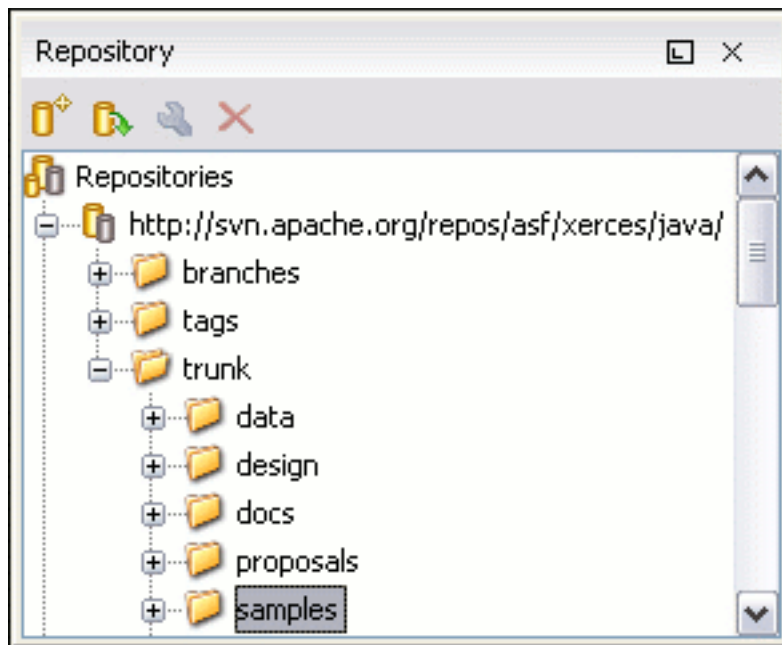 Repository
Repositories
http://svn.apache.org/repos/asf/xerces/java/
branches
tags
trunk
data
design
docs
proposals
samples